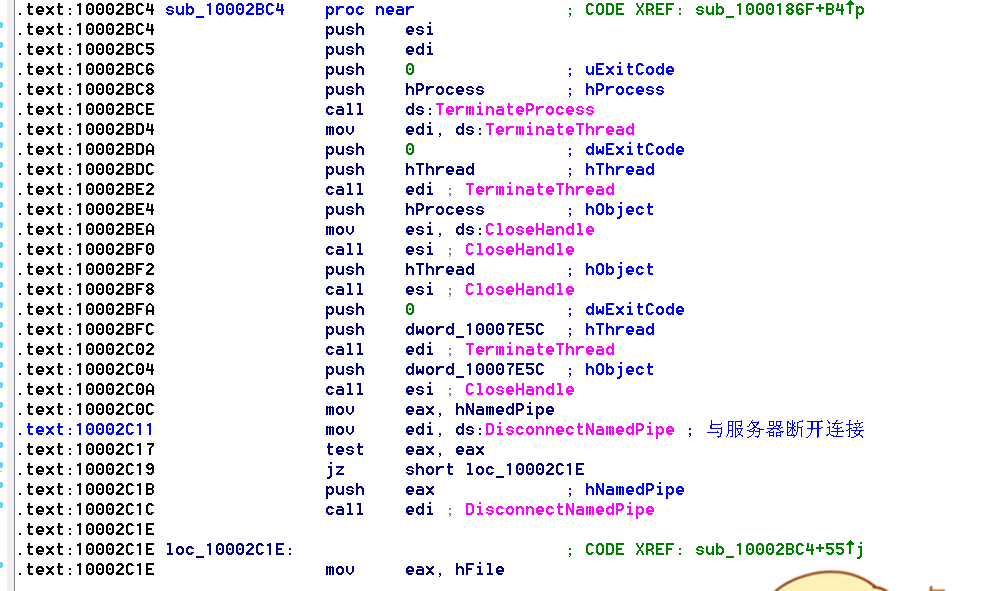 .text:10002BC4 sub_10002BC4    proc near               ; CODE XREF: sub_1000186F+B4↑p
.text:10002BC4                 push    esi
.text:10002BC5                 push    edi
.text:10002BC6                 push    0               ; uExitCode
.text:10002BC8                 push    hProcess        ; hProcess
.text:10002BCE                 call    ds:TerminateProcess
.text:10002BD4                 mov     edi, ds:TerminateThread
.text:10002BDA                 push    0               ; dwExitCode
.text:10002BDC                 push    hThread         ; hThread
.text:10002BE2                 call    edi ; TerminateThread
.text:10002BE4                 push    hProcess        ; hObject
.text:10002BEA                 mov     esi, ds:CloseHandle
.text:10002BF0                 call    esi ; CloseHandle
.text:10002BF2                 push    hThread         ; hObject
.text:10002BF8                 call    esi ; CloseHandle
.text:10002BFA                 push    0               ; dwExitCode
.text:10002BFC                 push    dword_10007E5C  ; hThread
.text:10002C02                 call    edi ; TerminateThread
.text:10002C04                 push    dword_10007E5C  ; hObject
.text:10002C0A                 call    esi ; CloseHandle
.text:10002C0C                 mov     eax, hNamedPipe
.text:10002C11                 mov     edi, ds:DisconnectNamedPipe ; 与服务器断开连接
.text:10002C17                 test    eax, eax
.text:10002C19                 jz      short loc_10002C1E
.text:10002C1B                 push    eax             ; hNamedPipe
.text:10002C1C                 call    edi ; DisconnectNamedPipe
.text:10002C1E
.text:10002C1E loc_10002C1E:                           ; CODE XREF: sub_10002BC4+55↑j
.text:10002C1E                 mov     eax, hFile